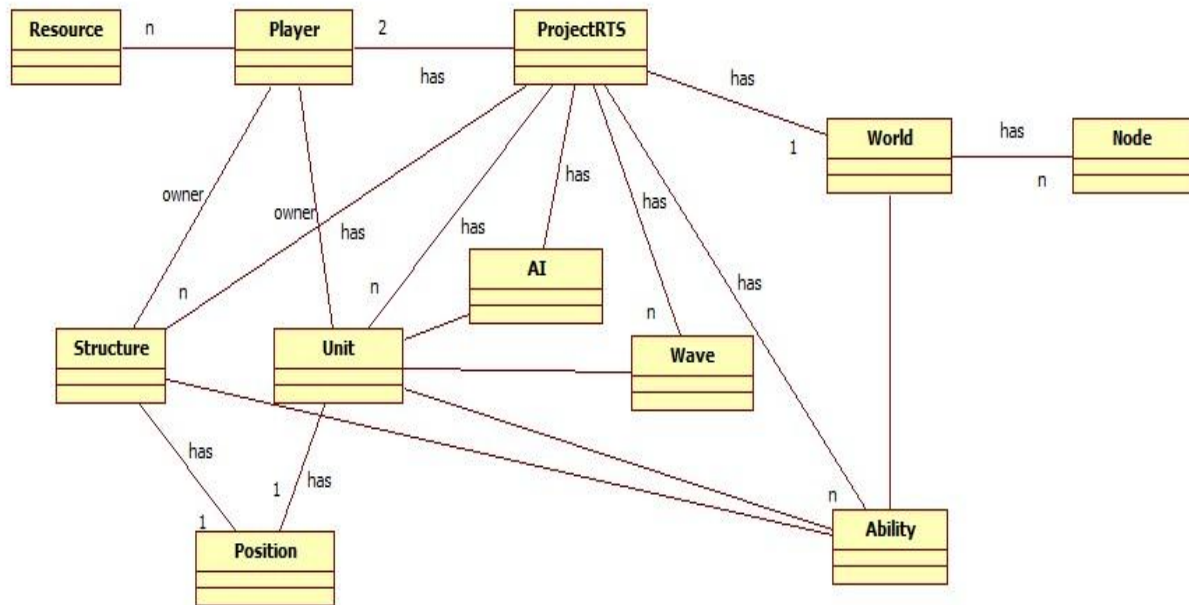 Resource
n
Player
2
has
ProjectRTS
has
1
World
has
n
Node
owner
owner
has
n
has
n
has
AI
has
n
has
n
Structure
Unit
Wave
has
1
has
1
Position
Ability